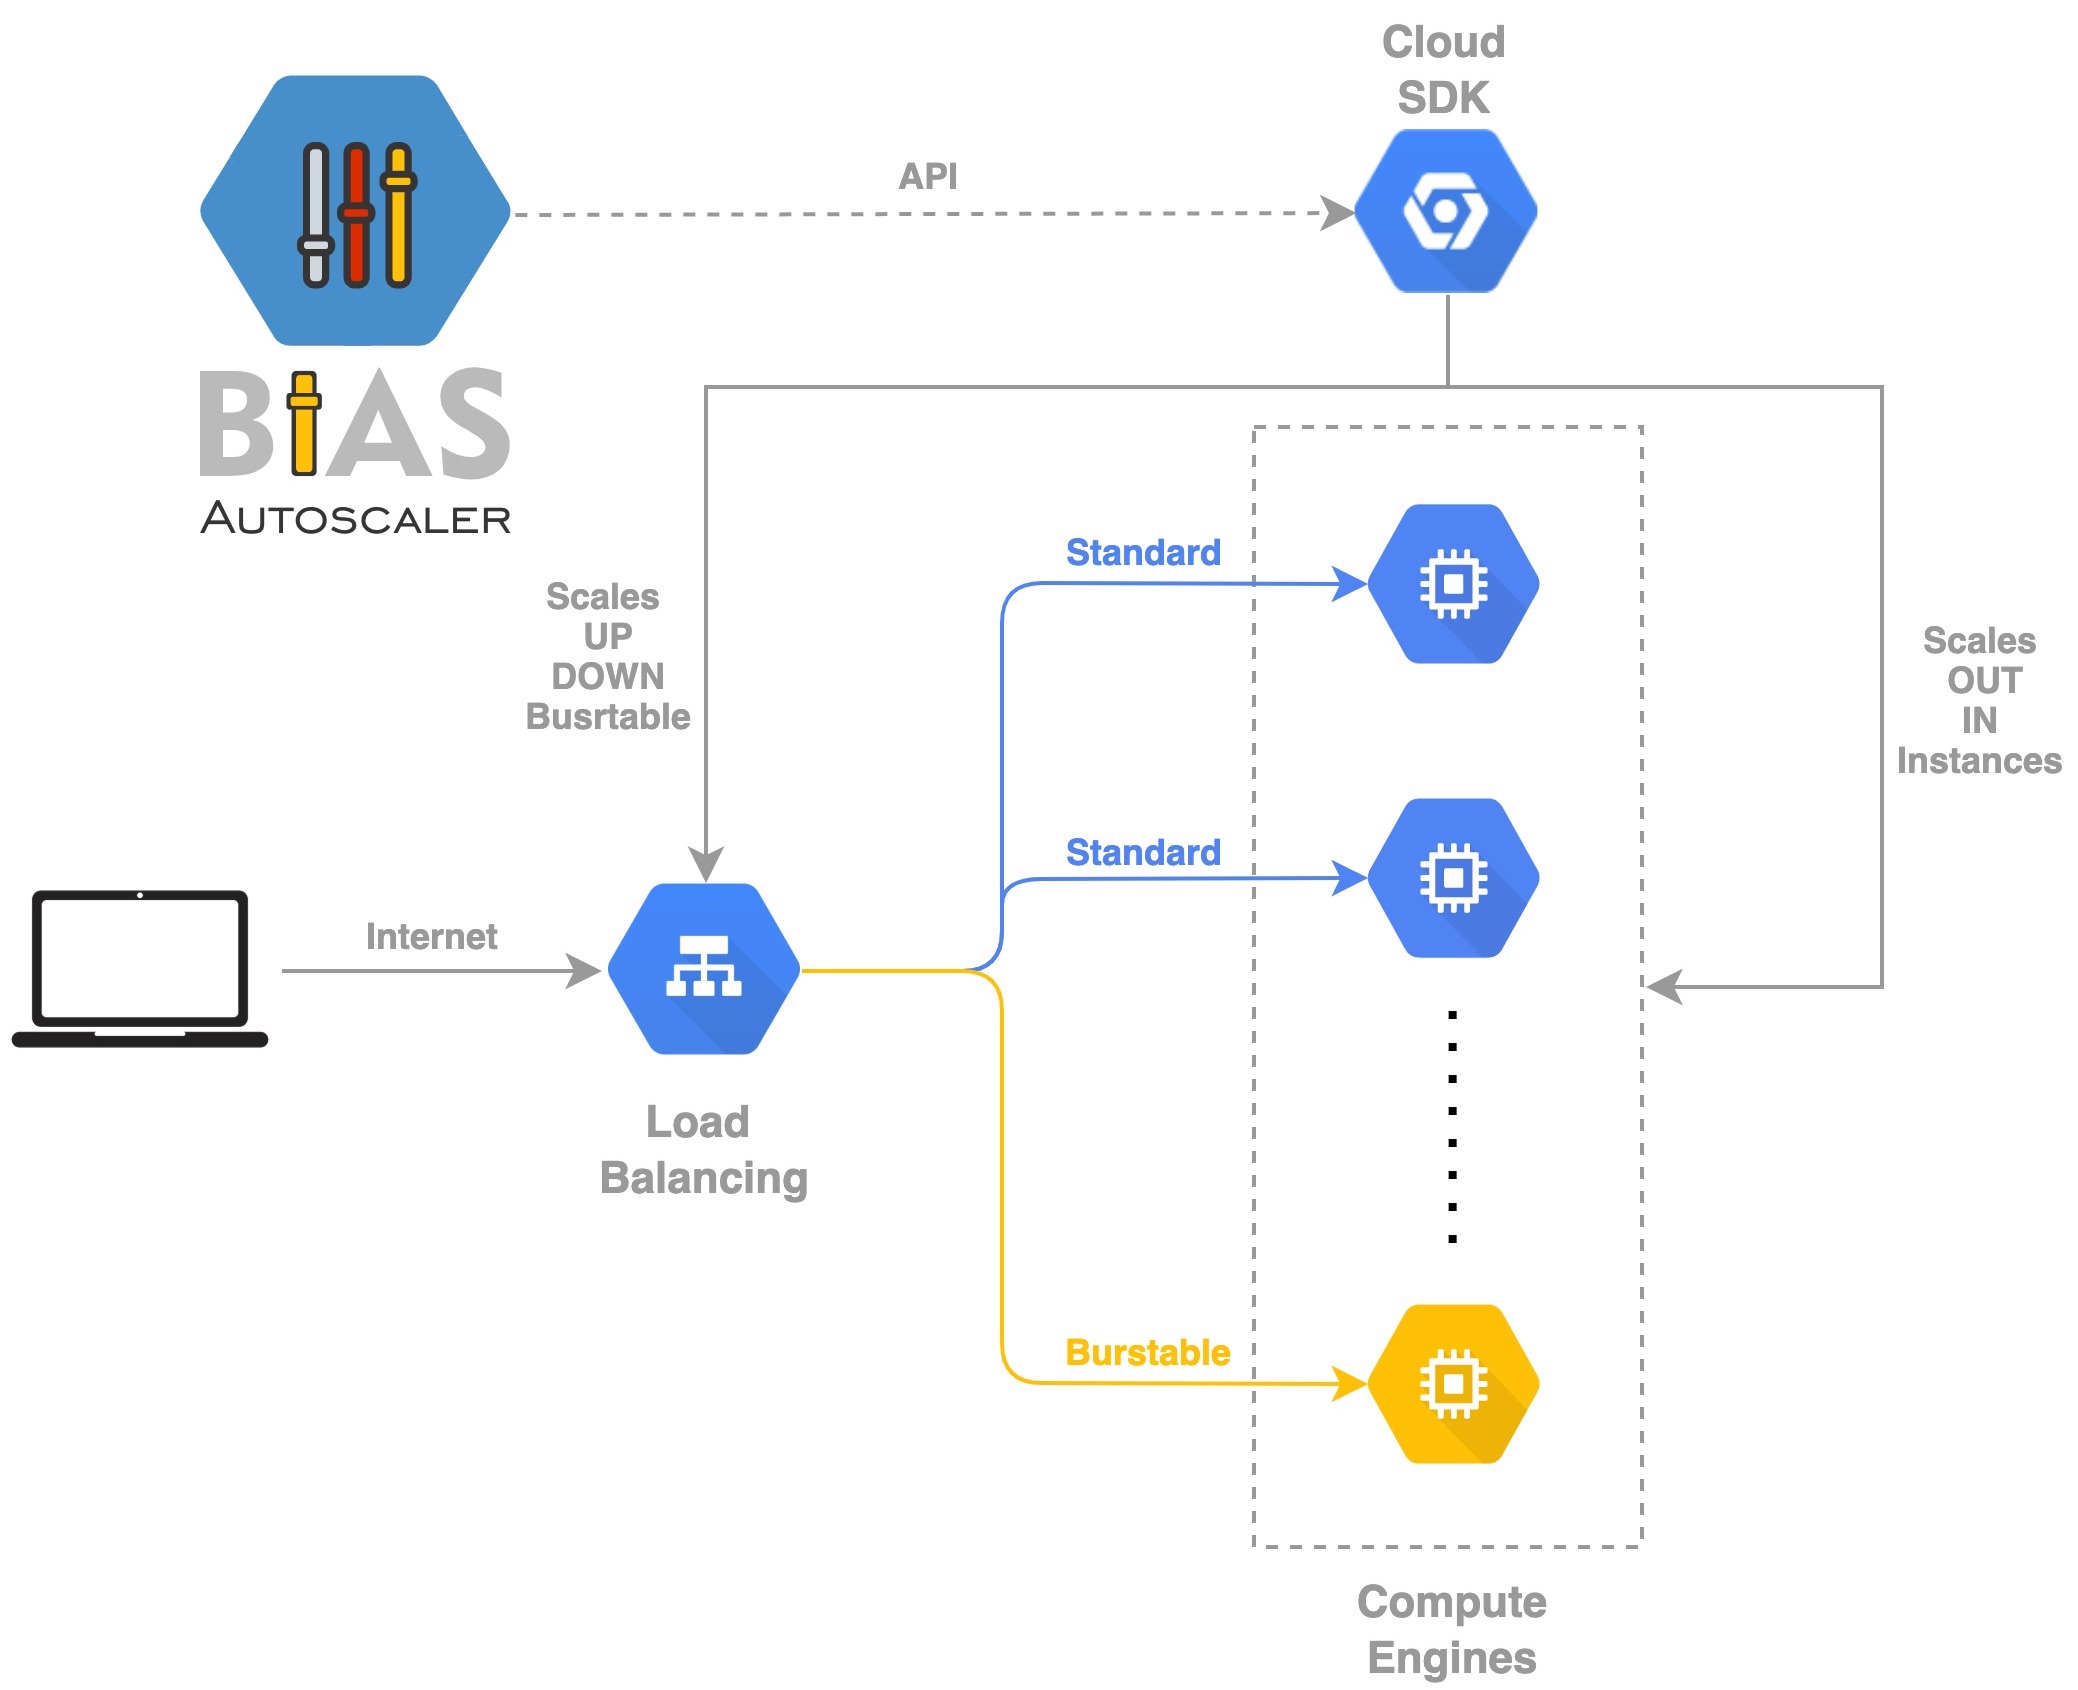 Cloud
SDK
API
BiAS
AUTOSCALER
Scales
UP
DOWN
Busrtable
Standard
Scales
OUT
IN
Instances
Standard
Internet
Load
Balancing
Burstable
Compute
Engines